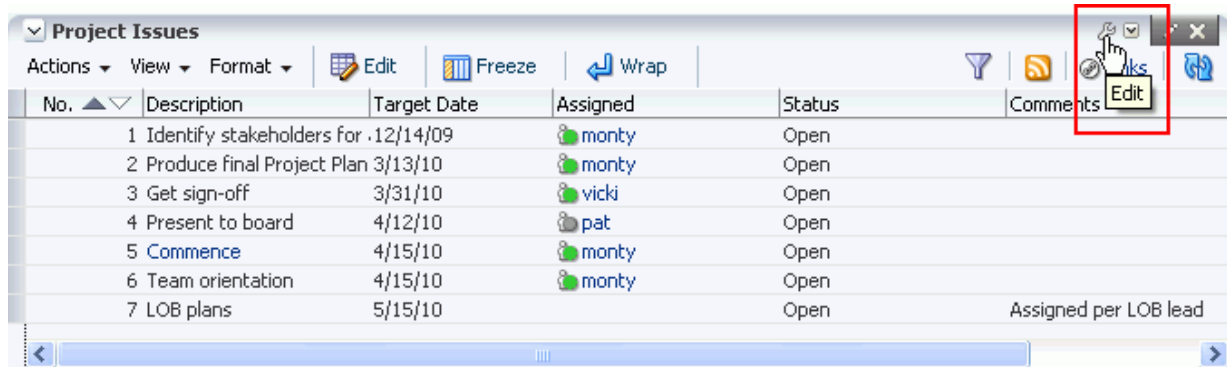 Project Issues
Actions View Format Edit Freeze Wrap
Edit
No. Description Target Date Assigned Status Comments
1 Identify stakeholders for 12/14/09 monty Open
2 Produce final Project Plan 3/13/10 monty Open
3 Get sign-off 3/31/10 vicki Open
4 Present to board 4/12/10 pat Open
5 Commence 4/15/10 monty Open
6 Team orientation 4/15/10 monty Open
7 LOB plans 5/15/10 Open Assigned per LOB lead